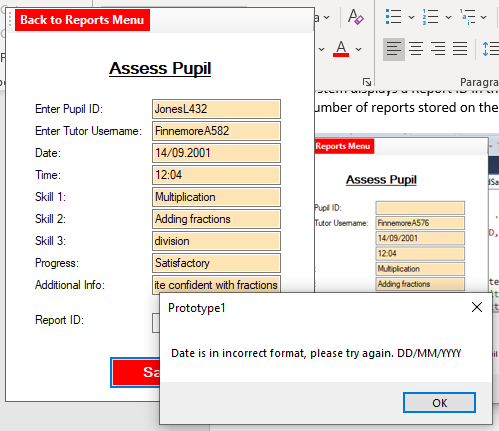 Back to Reports Menu
Assess Pupil
Enter Pupil ID: JonesL432
Enter Tutor Username: FinnemoreA582
Date: 14/09.2001
Time: 12:04
Skill 1: Multiplication
Skill 2: Adding fractions
Skill 3: division
Progress: Satisfactory
Additional Info: ite confident with fractions
Report ID:
Sa
Prototype1
Date is in incorrect format, please try again. DD/MM/YYYY
OK
A
Paragra
stem displays a Report ID in th
umber of reports stored on the
Reports Menu
Assess Pupil
Pupil ID:
Tutor Username: FinnemoreA576
14/09/2001
12:04
Multiplication
Adding fractions